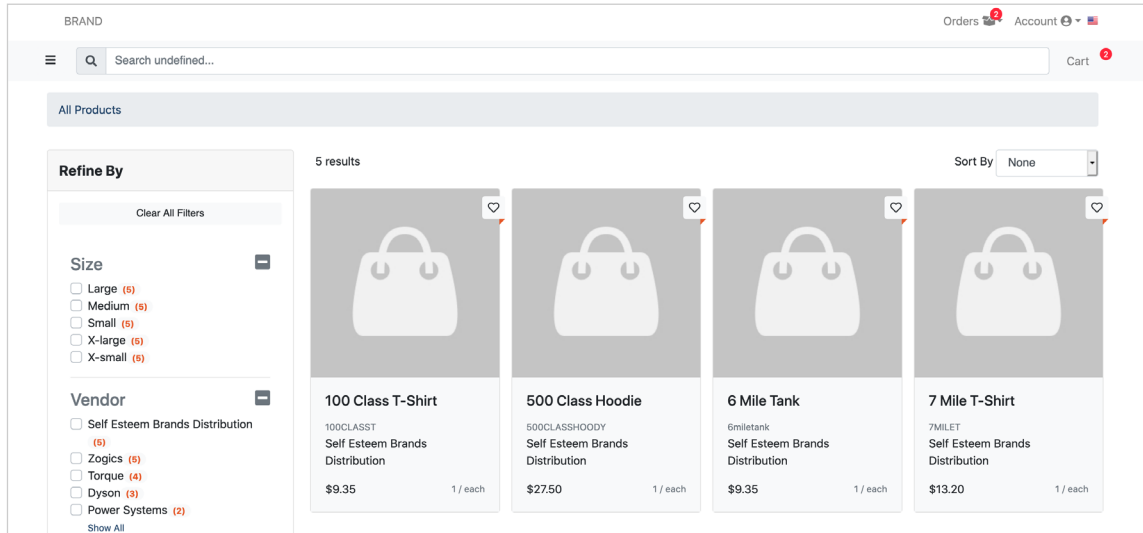 BRAND
Orders 2 Account
Search undefined...
Cart 2
All Products
Refine By
Clear All Filters
Size
Large (5)
Medium (5)
Small (5)
X-large (5)
X-small (5)
Vendor
Self Esteem Brands Distribution
(5)
Zogics (5)
Torque (4)
Dyson (3)
Power Systems (2)
Show All
5 results
Sort By None
100 Class T-Shirt
100CLASST
Self Esteem Brands
Distribution
$9.35 1 / each
500 Class Hoodie
500CLASSHOODY
Self Esteem Brands
Distribution
$27.50 1 / each
6 Mile Tank
6miletank
Self Esteem Brands
Distribution
$9.35 1 / each
7 Mile T-Shirt
7MILET
Self Esteem Brands
Distribution
$13.20 1 / each